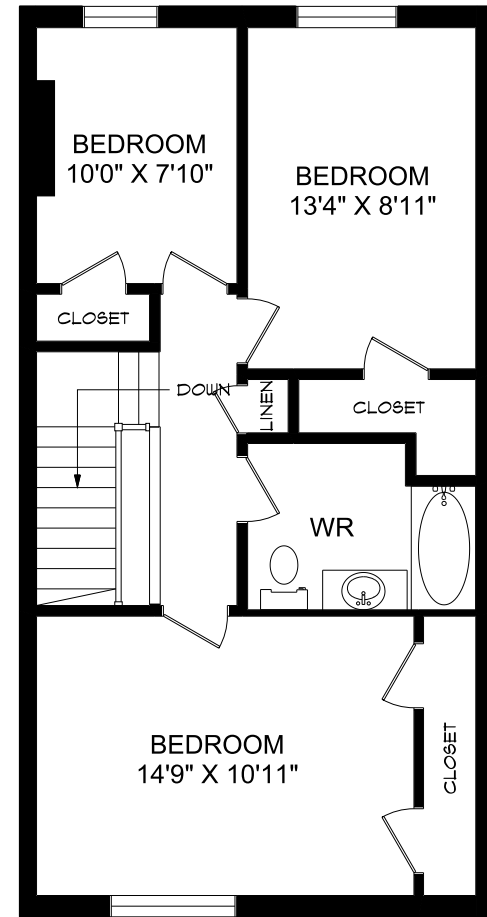 BEDROOM
10'0" X 7'10"
BEDROOM
13'4" X 8'11"
CLOSET
DOWN
LINEN
CLOSET
WR
BEDROOM
14'9" X 10'11"
CLOSET